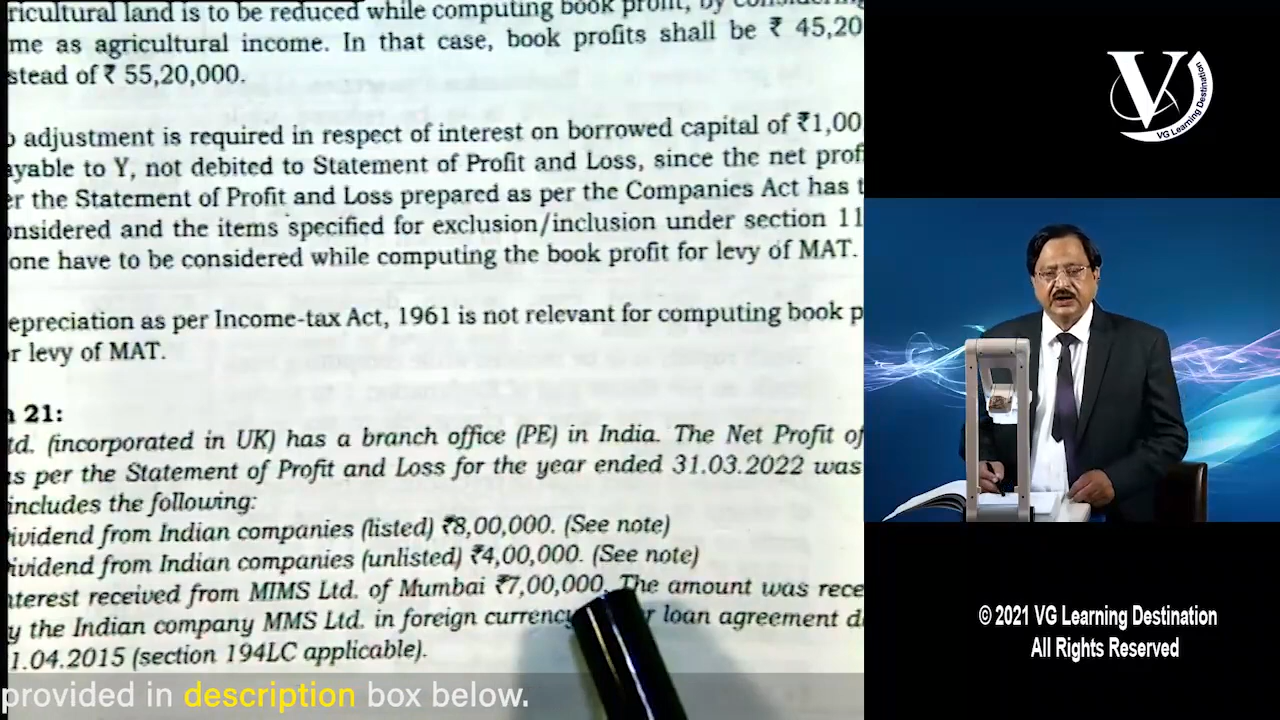 ricultural land is to be reduced while computing book profit, by considering
me as agricultural income. In that case, book profits shall be ₹ 45,20
stead of ₹ 55,20,000.
adjustment is required in respect of interest on borrowed capital of ₹1,00
ayable to Y, not debited to Statement of Profit and Loss, since the net prof
er the Statement of Profit and Loss prepared as per the Companies Act has t
onsidered and the items specified for exclusion/inclusion under section 11
one have to be considered while computing the book profit for levy of MAT.
epreciation as per Income-tax Act, 1961 is not relevant for computing book p
r levy of MAT.
21:
td. (incorporated in UK) has a branch office (PE) in India. The Net Profit of
as per the Statement of Profit and Loss for the year ended 31.03.2022 was
includes the following:
ividend from Indian companies (listed) ₹8,00,000. (See note)
ividend from Indian companies (unlisted) ₹4,00,000. (See note)
nterest received from MIMS Ltd. of Mumbai ₹7,00,000. The amount was rece
y the Indian company MMS Ltd. in foreign currency loan agreement d
1.04.2015 (section 194LC applicable).
provided in description box below.
V
VG Learning Destination
© 2021 VG Learning Destination
All Rights Reserved